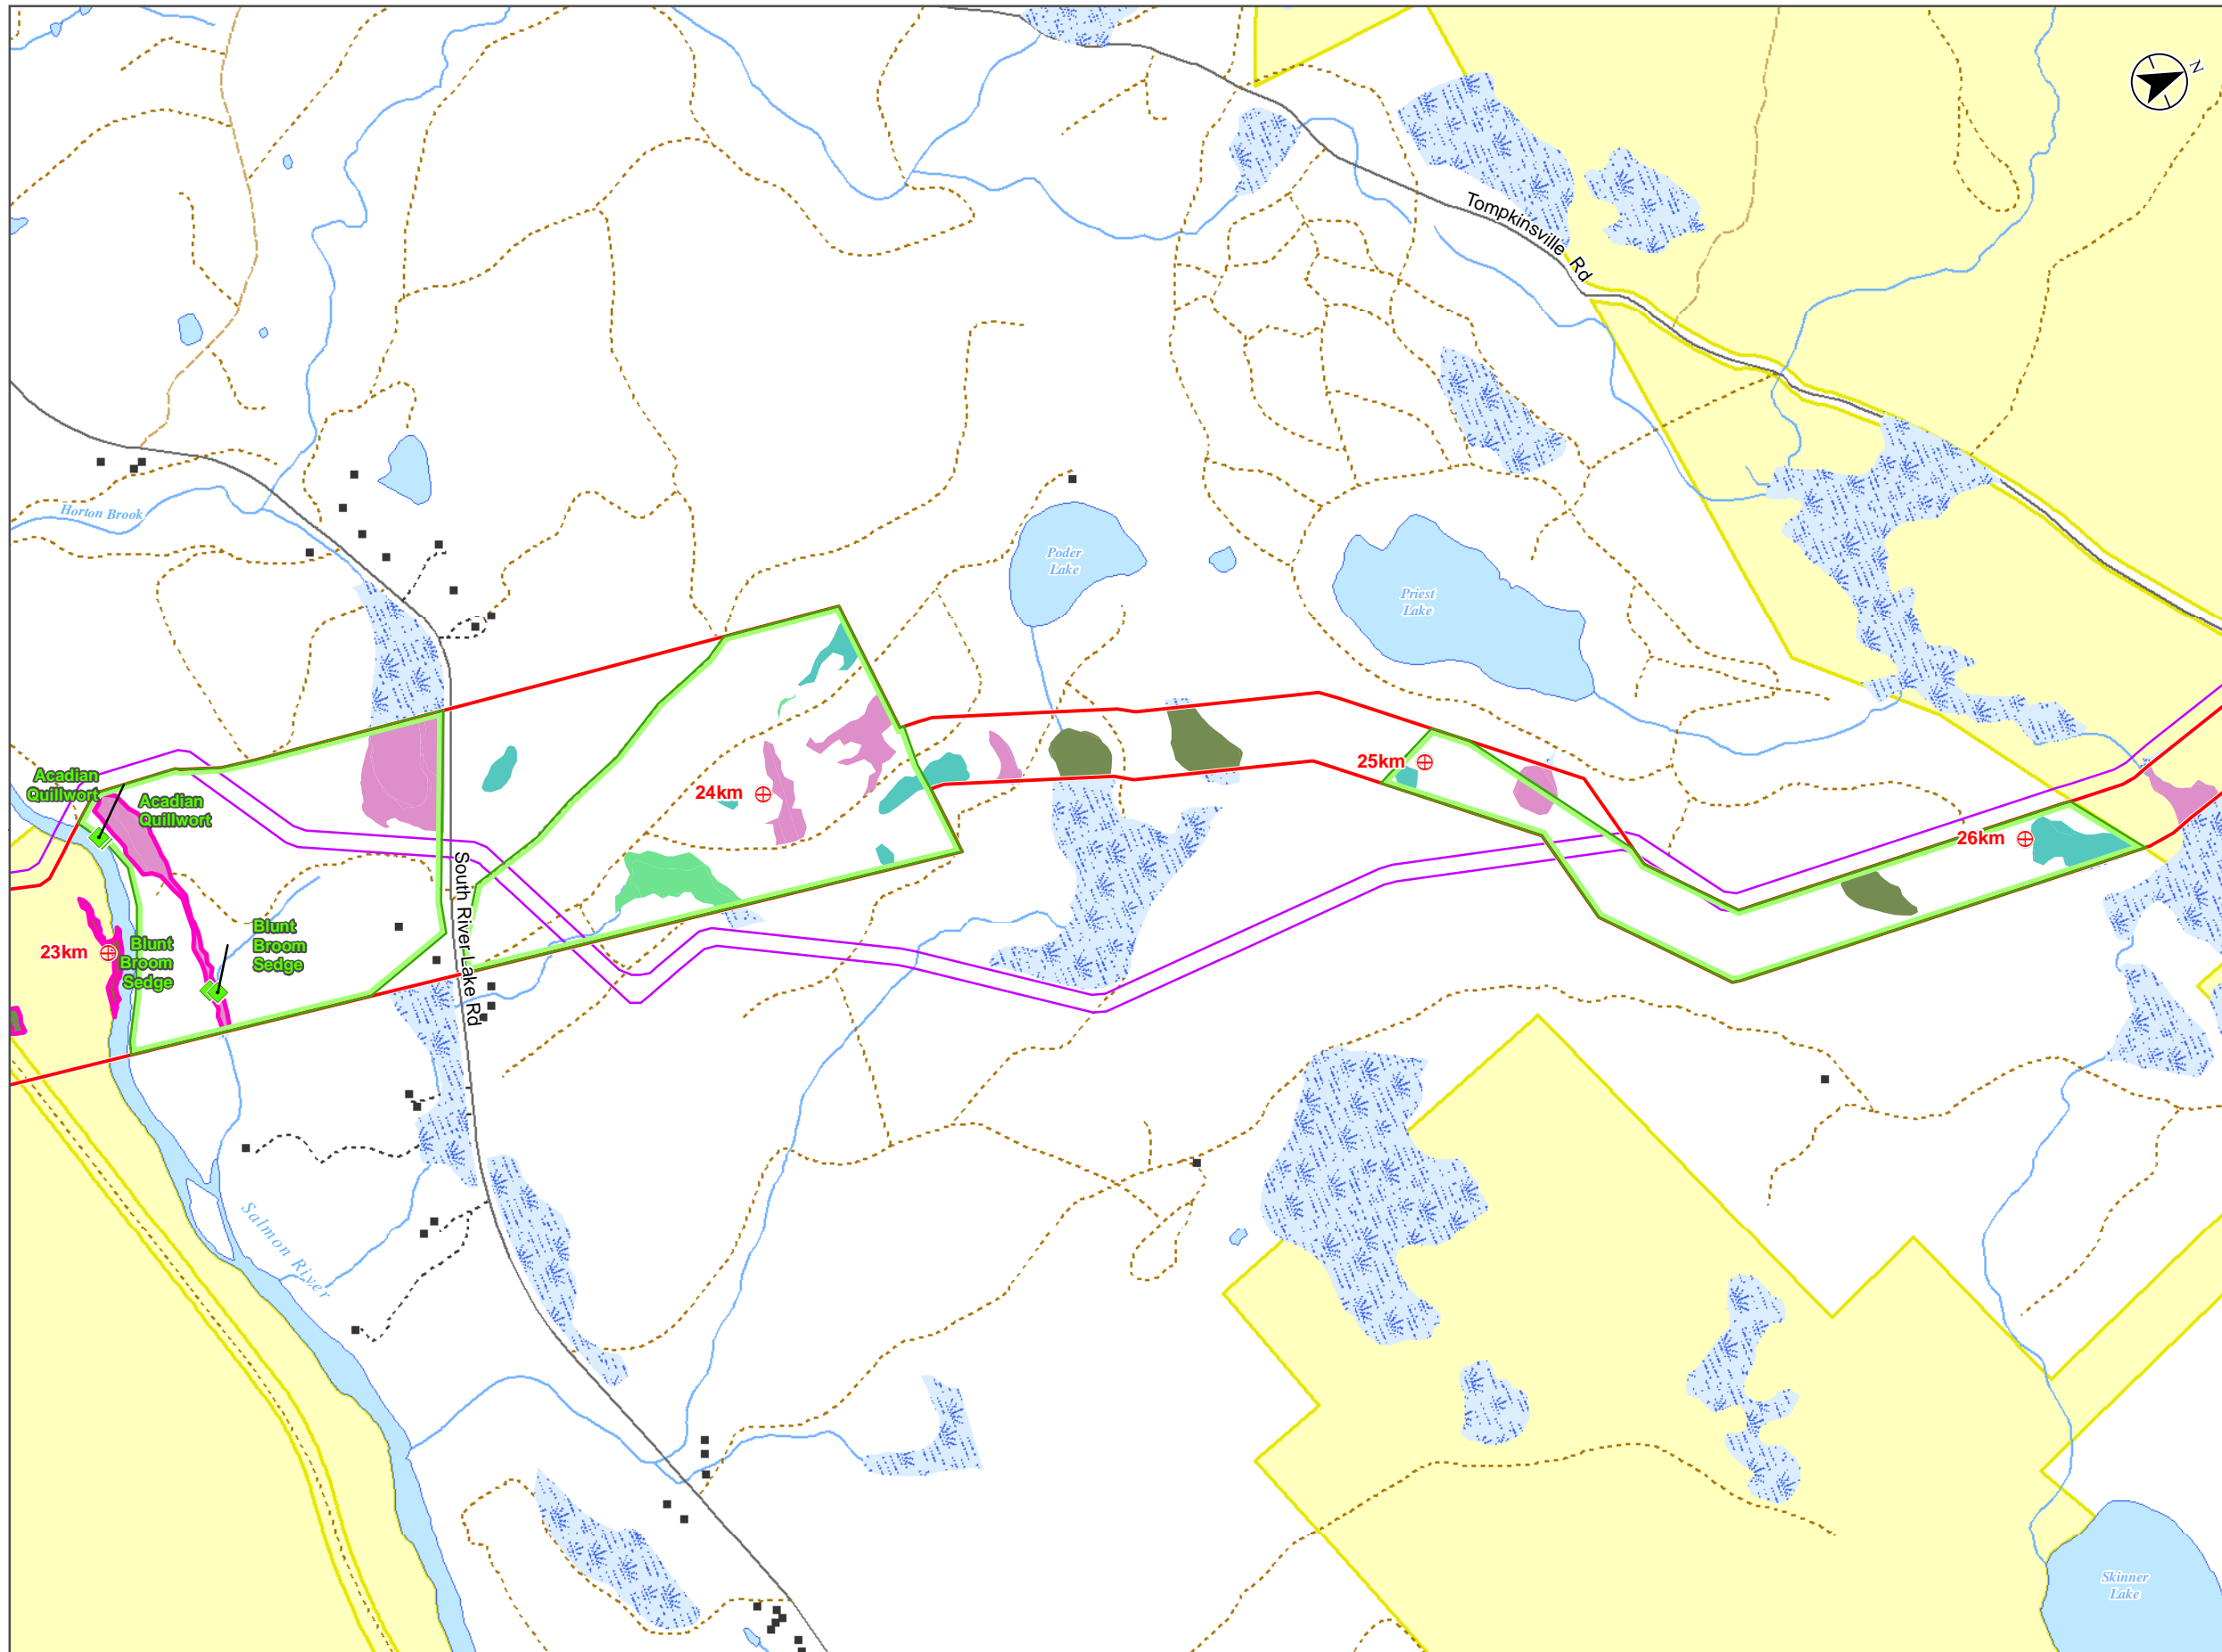 N
Tompkinsville Rd
Horton Brook
Poder
Lake
Priest
Lake
Acadian
Quillwort
Acadian
Quillwort
25km
24km
26km
South River Lake Rd
Blunt
Broom
Sedge
Blunt
Broom
Sedge
23km
Salmon River
Skinner
Lake